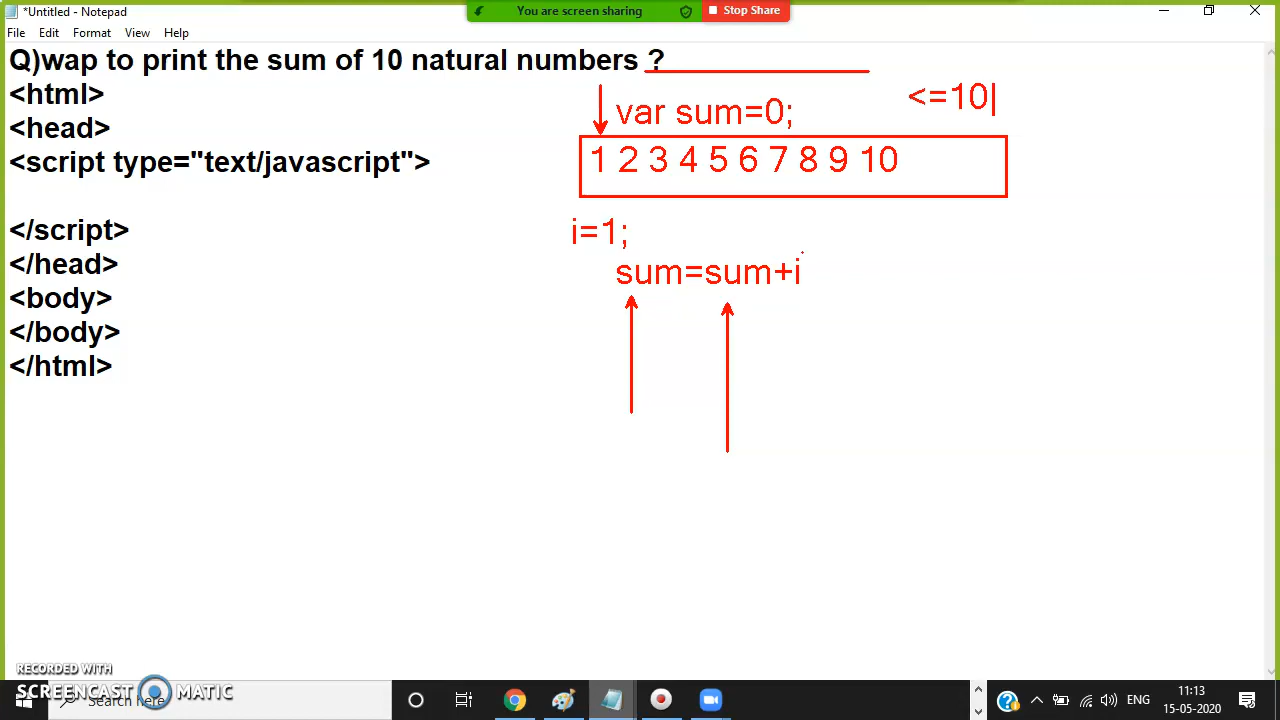 *Untitled - Notepad
You are screen sharing
Stop Share
File Edit Format View Help
Q)wap to print the sum of 10 natural numbers ?
<html>
<head>
<script type="text/javascript">
</script>
</head>
<body>
</body>
</html>
<=10|
var sum=0;
1 2 3 4 5 6 7 8 9 10
i=1;
sum=sum+i
RECORDED WITH
SCREENCAST MATIC
Search here
ENG
11:13
15-05-2020